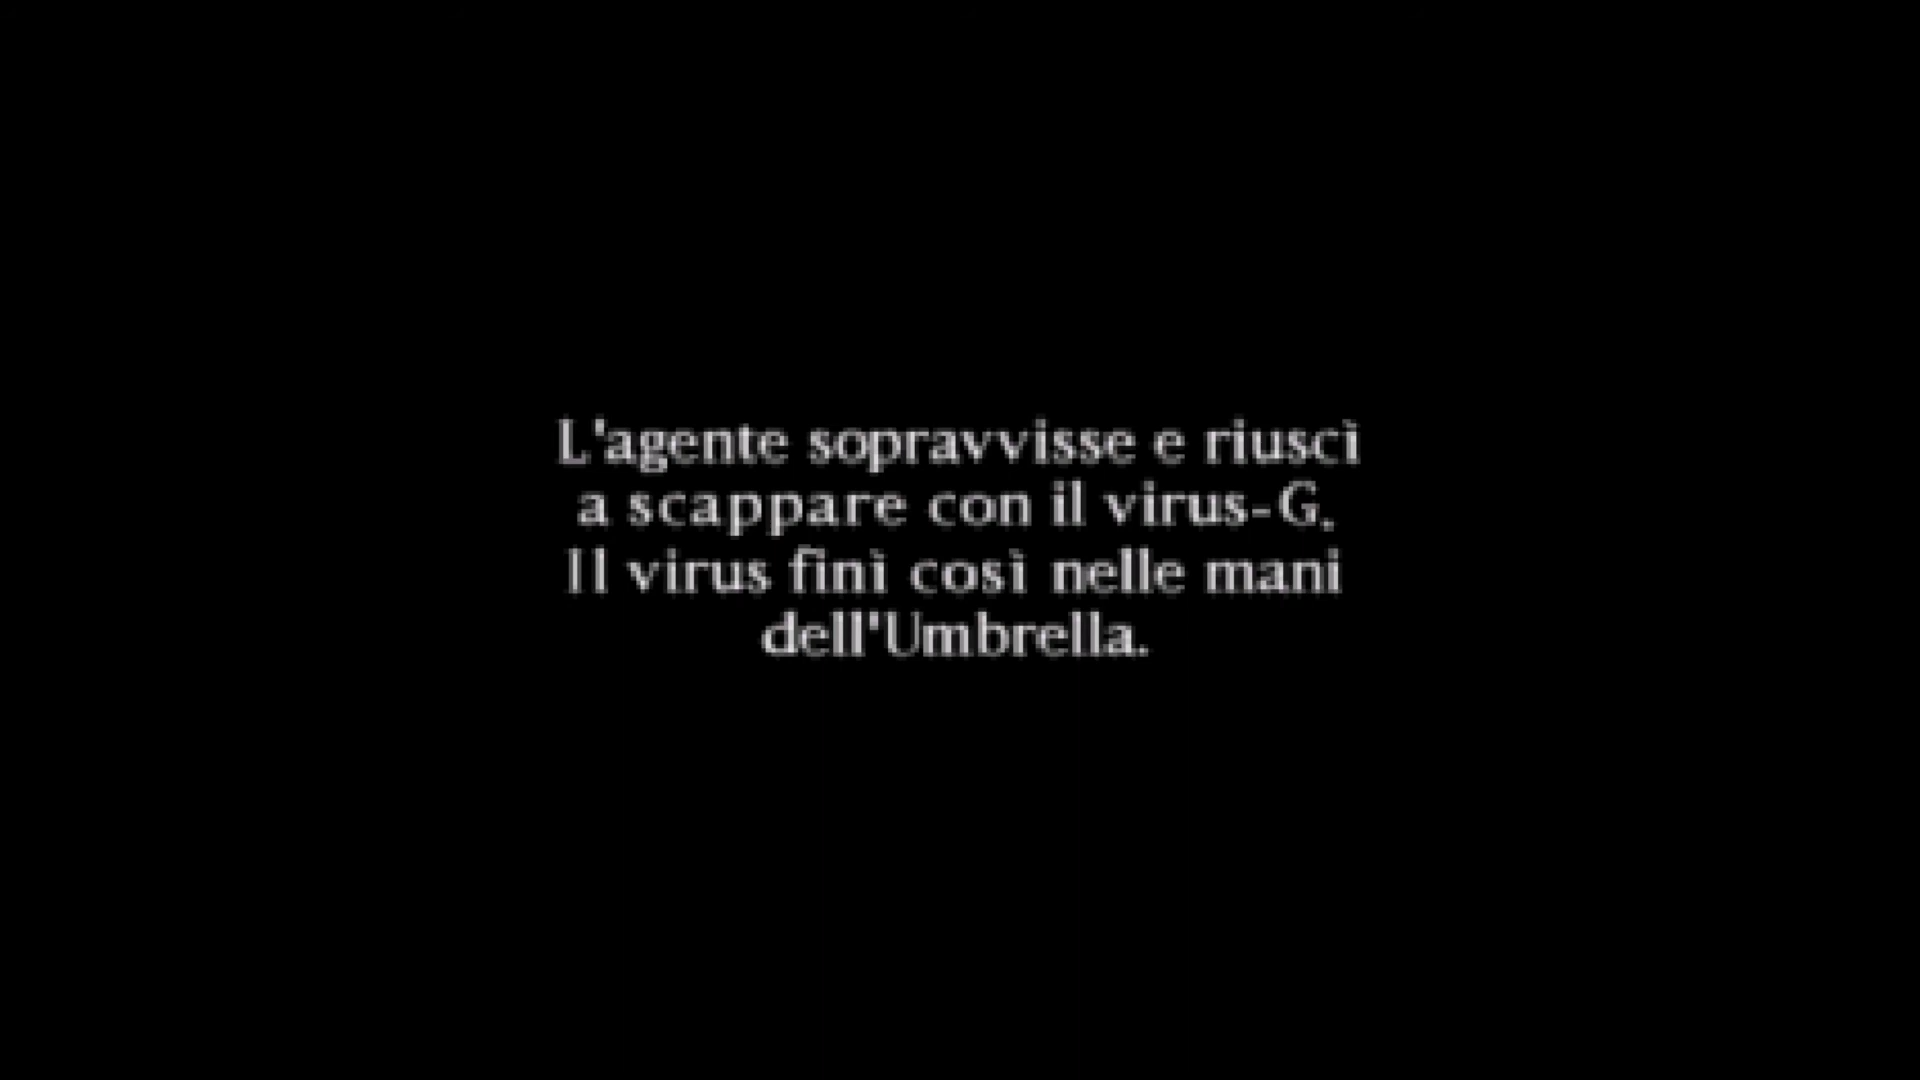 L'agente sopravvisse e riuscì
a scappare con il virus-G.
Il virus finì così nelle mani
dell'Umbrella.